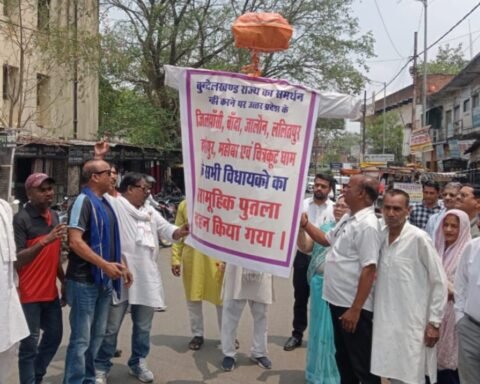 बुन्देलखण्ड राज्य का समर्थन
नहीं करने पर उत्तर प्रदेश के
जिलझाँसी, बाँदा, जालौन, ललितपुर
महोबा एवं चित्रकूट धाम
के सभी विधायकों का
सामूहिक पुतला
दहन किया गया ।